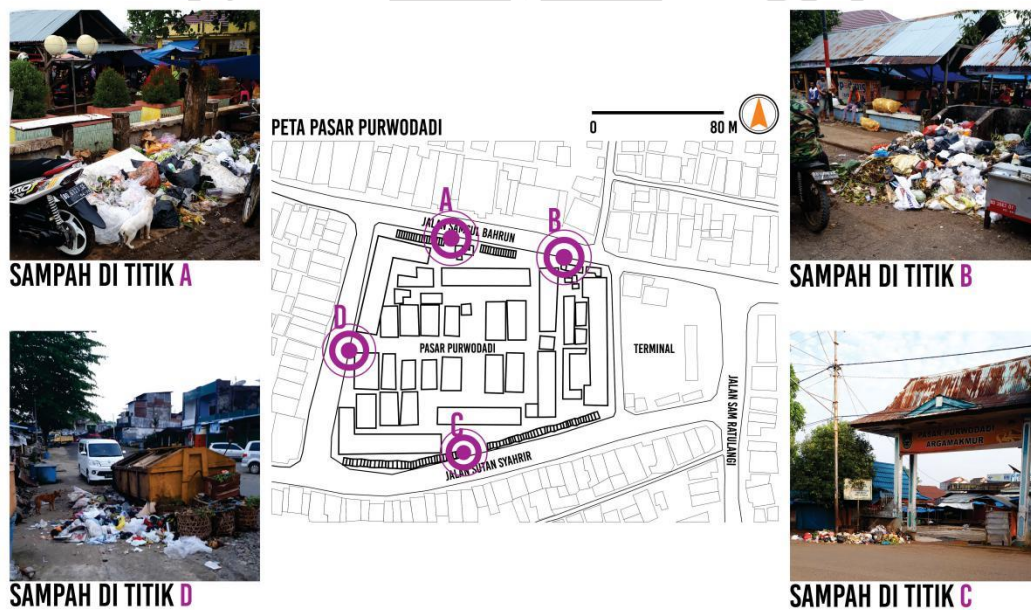 PETA PASAR PURWODADI
0 80 M
A
JALAN SAMSUL BAHRUN
B
D
PASAR PURWODADI
TERMINAL
JALAN SAM RATULANGI
C
JALAN SUTAN SYAHRIR
SAMPAH DI TITIK A
SAMPAH DI TITIK B
PASAR PURWODADI
ARGAMAKMUR
SAMPAH DI TITIK D
SAMPAH DI TITIK C